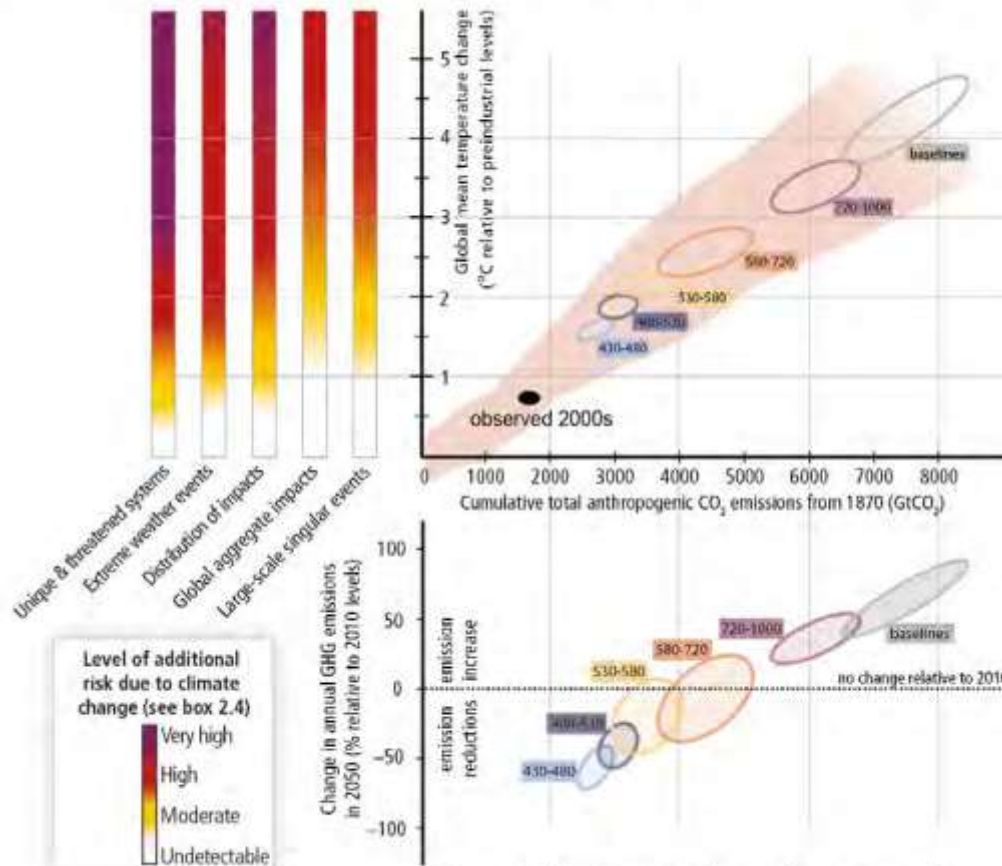 5
4
3
2
1
Global mean temperature change
(°C relative to preindustrial levels)
baselines
720-1000
580-720
530-580
480-530
430-480
observed 2000s
0
1000
2000
3000
4000
5000
6000
7000
8000
Cumulative total anthropogenic CO₂ emissions from 1870 (GtCO₂)
Unique & threatened systems
Extreme weather events
Distribution of impacts
Global aggregate impacts
Large-scale singular events
Level of additional
risk due to climate
change (see box 2.4)
Very high
High
Moderate
Undetectable
Change in annual GHG emissions
in 2050 (% relative to 2010 levels)
100
50
0
−50
−100
emission
increase
emission
reductions
baselines
720-1000
580-720
530-580
480-530
430-480
no change relative to 2010